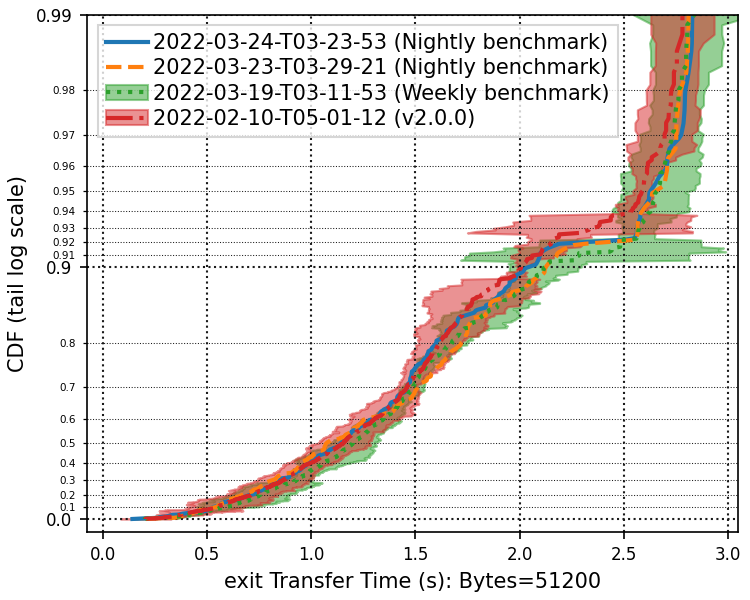 0.99
2022-03-24-T03-23-53 (Nightly benchmark)
2022-03-23-T03-29-21 (Nightly benchmark)
2022-03-19-T03-11-53 (Weekly benchmark)
2022-02-10-T05-01-12 (v2.0.0)
0.98
0.97
0.96
0.95
0.94
0.93
0.92
0.91
0.9
0.8
0.7
0.6
0.5
0.4
0.3
0.2
0.1
0.0
CDF (tail log scale)
0.0 0.5 1.0 1.5 2.0 2.5 3.0
exit Transfer Time (s): Bytes=51200